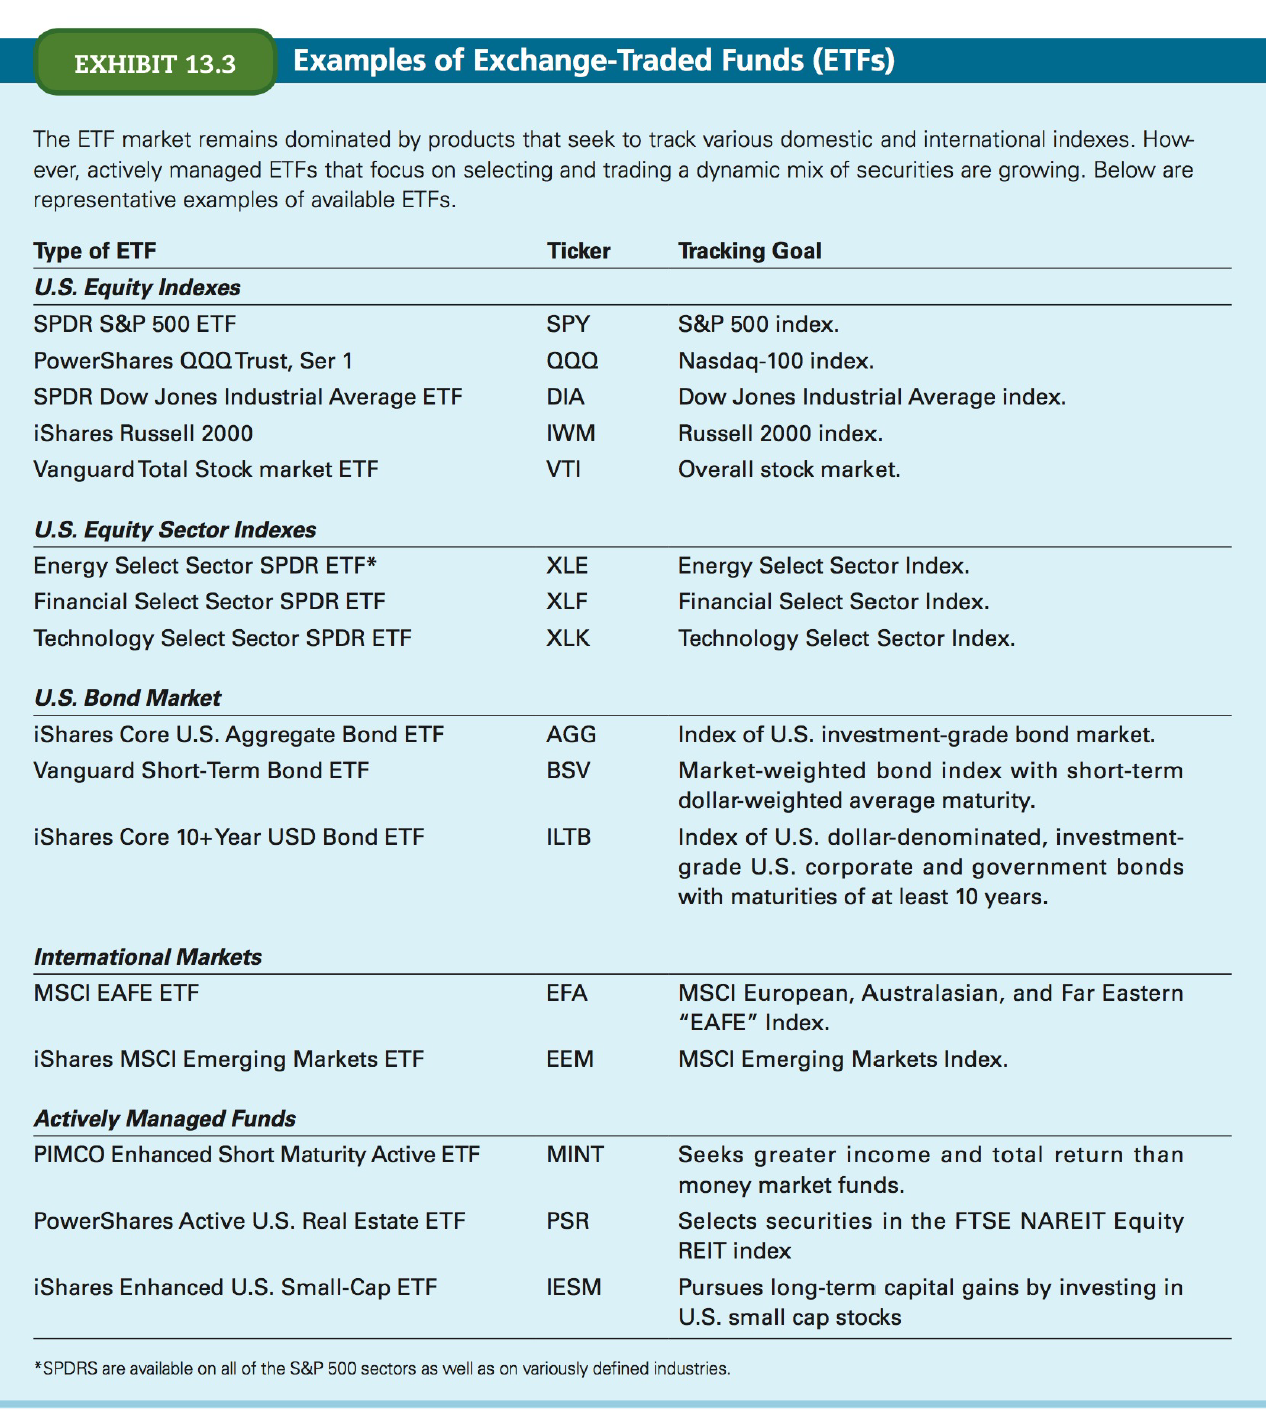 EXHIBIT 13.3 Examples of Exchange-Traded Funds (ETFs)
The ETF market remains dominated by products that seek to track various domestic and international indexes. How-
ever, actively managed ETFs that focus on selecting and trading a dynamic mix of securities are growing. Below are
representative examples of available ETFs.
Type of ETF Ticker Tracking Goal
U.S. Equity Indexes
SPDR S&P 500 ETF SPY S&P 500 index.
PowerShares QQQ Trust, Ser 1 QQQ Nasdaq-100 index.
SPDR Dow Jones Industrial Average ETF DIA Dow Jones Industrial Average index.
iShares Russell 2000 IWM Russell 2000 index.
Vanguard Total Stock market ETF VTI Overall stock market.
U.S. Equity Sector Indexes
Energy Select Sector SPDR ETF* XLE Energy Select Sector Index.
Financial Select Sector SPDR ETF XLF Financial Select Sector Index.
Technology Select Sector SPDR ETF XLK Technology Select Sector Index.
U.S. Bond Market
iShares Core U.S. Aggregate Bond ETF AGG Index of U.S. investment-grade bond market.
Vanguard Short-Term Bond ETF BSV Market-weighted bond index with short-term
dollar-weighted average maturity.
iShares Core 10+ Year USD Bond ETF ILTB Index of U.S. dollar-denominated, investment-
grade U.S. corporate and government bonds
with maturities of at least 10 years.
International Markets
MSCI EAFE ETF EFA MSCI European, Australasian, and Far Eastern
“EAFE” Index.
iShares MSCI Emerging Markets ETF EEM MSCI Emerging Markets Index.
Actively Managed Funds
PIMCO Enhanced Short Maturity Active ETF MINT Seeks greater income and total return than
money market funds.
PowerShares Active U.S. Real Estate ETF PSR Selects securities in the FTSE NAREIT Equity
REIT index
iShares Enhanced U.S. Small-Cap ETF IESM Pursues long-term capital gains by investing in
U.S. small cap stocks
*SPDRS are available on all of the S&P 500 sectors as well as on variously defined industries.